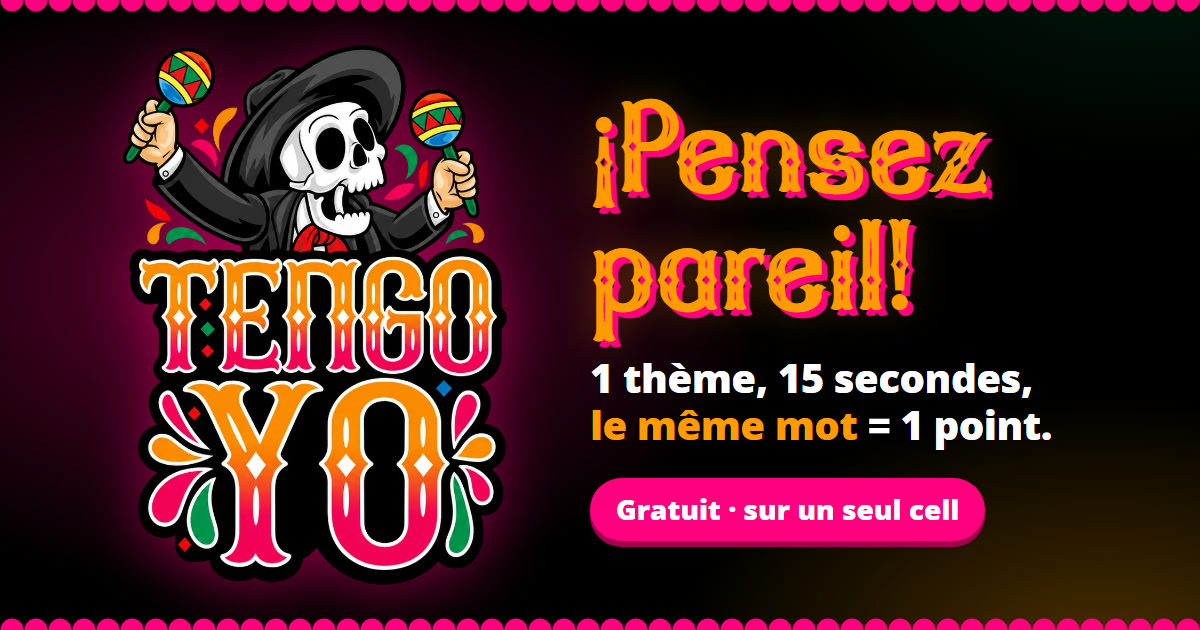 TENGO
YO
¡Pensez
pareil!
1 thème, 15 secondes,
le même mot = 1 point.
Gratuit · sur un seul cell